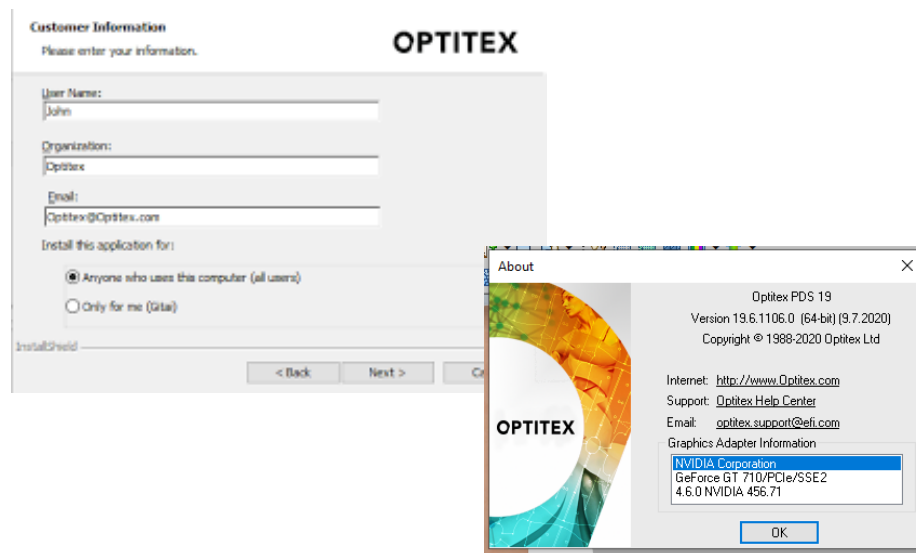 Customer Information
Please enter your information.
OPTITEX
User Name:
John
Organization:
Optitex
Email:
Optitex@Optitex.com
Install this application for:
Anyone who uses this computer (all users)
Only for me (Gitai)
InstallShield
< Back
Next >
Ca
About
Optitex PDS 19
Version 19.6.1106.0 (64-bit) (9.7.2020)
Copyright © 1988-2020 Optitex Ltd
Internet: http://www.Optitex.com
Support: Optitex Help Center
Email: optitex.support@efi.com
OPTITEX
Graphics Adapter Information
NVIDIA Corporation
GeForce GT 710/PCIe/SSE2
4.6.0 NVIDIA 456.71
OK